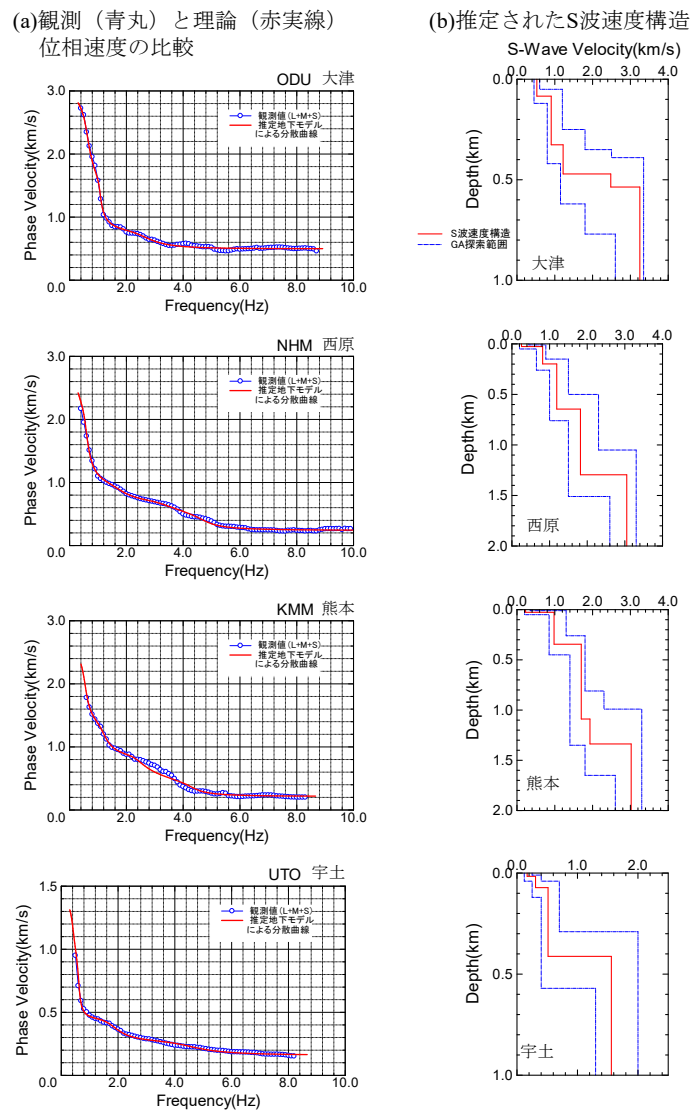 (a)観測（青丸）と理論（赤実線）
位相速度の比較
(b)推定されたS波速度構造
ODU 大津
3.0
2.0
1.0
0.0
2.0 4.0 6.0 8.0 10.0
Phase Velocity(km/s)
Frequency(Hz)
観測値(L+M+S)
推定地下モデル
による分散曲線
S-Wave Velocity(km/s)
0.0 1.0 2.0 3.0 4.0
0.0
0.5
1.0
Depth(km)
S波速度構造
GA探索範囲
大津
NHM 西原
3.0
2.0
1.0
0.0
2.0 4.0 6.0 8.0 10.0
Phase Velocity(km/s)
Frequency(Hz)
観測値(L+M+S)
推定地下モデル
による分散曲線
0.0 1.0 2.0 3.0 4.0
0.0
0.5
1.0
1.5
2.0
Depth(km)
西原
KMM 熊本
3.0
2.0
1.0
0.0
2.0 4.0 6.0 8.0 10.0
Phase Velocity(km/s)
Frequency(Hz)
観測値(L+M+S)
推定地下モデル
による分散曲線
0.0 1.0 2.0 3.0 4.0
0.0
0.5
1.0
1.5
2.0
Depth(km)
熊本
UTO 宇土
1.5
1.0
0.5
0.0
2.0 4.0 6.0 8.0 10.0
Phase Velocity(km/s)
Frequency(Hz)
観測値(L+M+S)
推定地下モデル
による分散曲線
0.0 1.0 2.0
0.0
0.5
1.0
Depth(km)
宇土